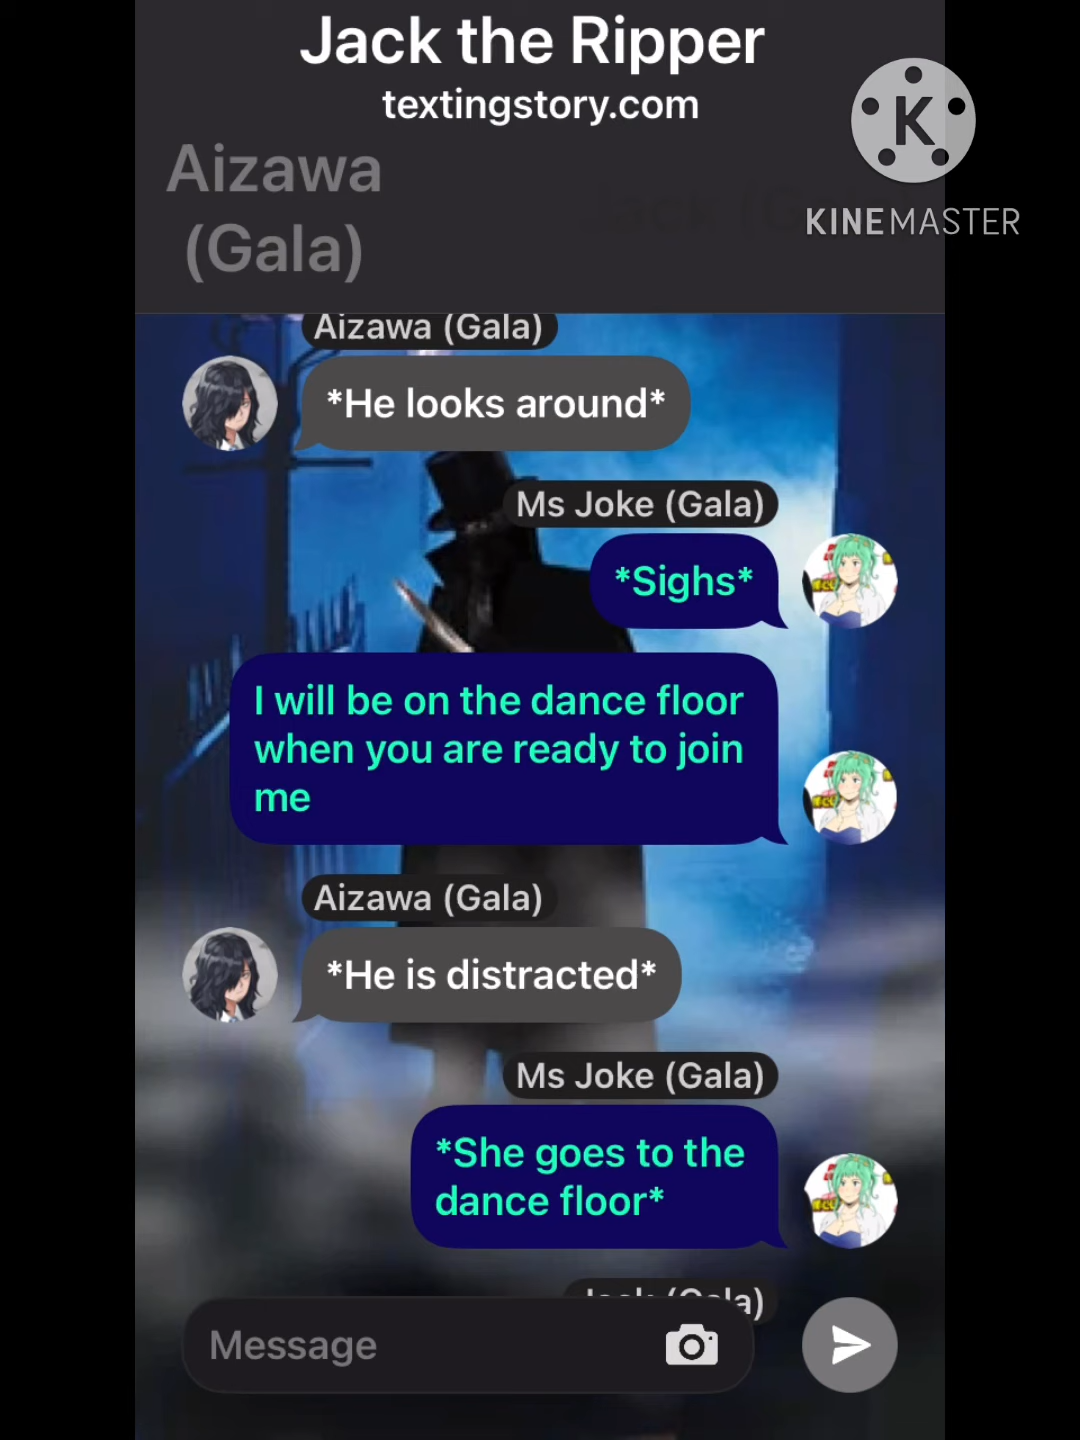 Jack the Ripper
textingstory.com
K
KINEMASTER
Aizawa
(Gala)
Aizawa (Gala)
*He looks around*
Ms Joke (Gala)
*Sighs*
I will be on the dance floor
when you are ready to join
me
Aizawa (Gala)
*He is distracted*
Ms Joke (Gala)
*She goes to the
dance floor*
Jack (Gala)
Message